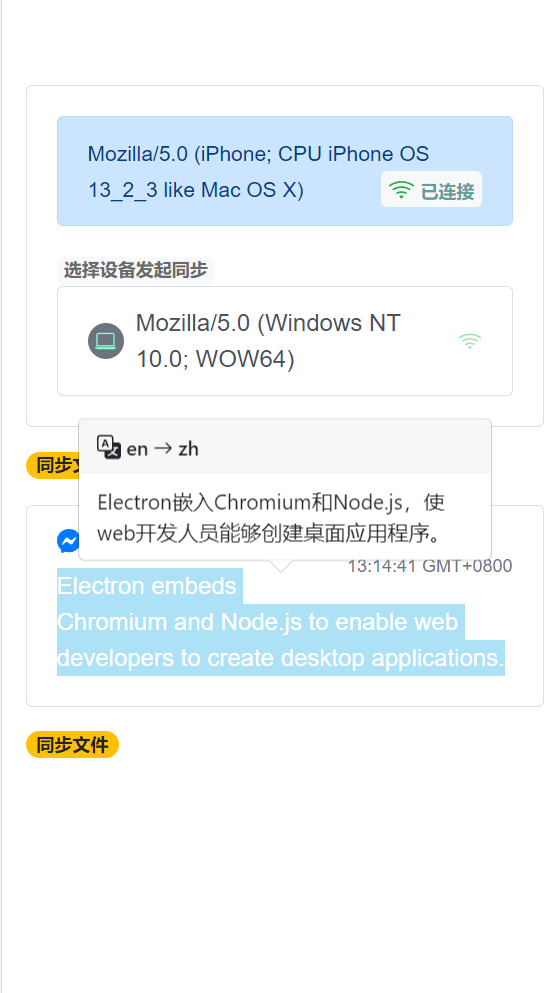 Mozilla/5.0 (iPhone; CPU iPhone OS
13_2_3 like Mac OS X)
已连接
选择设备发起同步
Mozilla/5.0 (Windows NT
10.0; WOW64)
同步
A
en → zh
Electron嵌入Chromium和Node.js，使
web开发人员能够创建桌面应用程序。
13:14:41 GMT+0800
Electron embeds
Chromium and Node.js to enable web
developers to create desktop applications.
同步文件